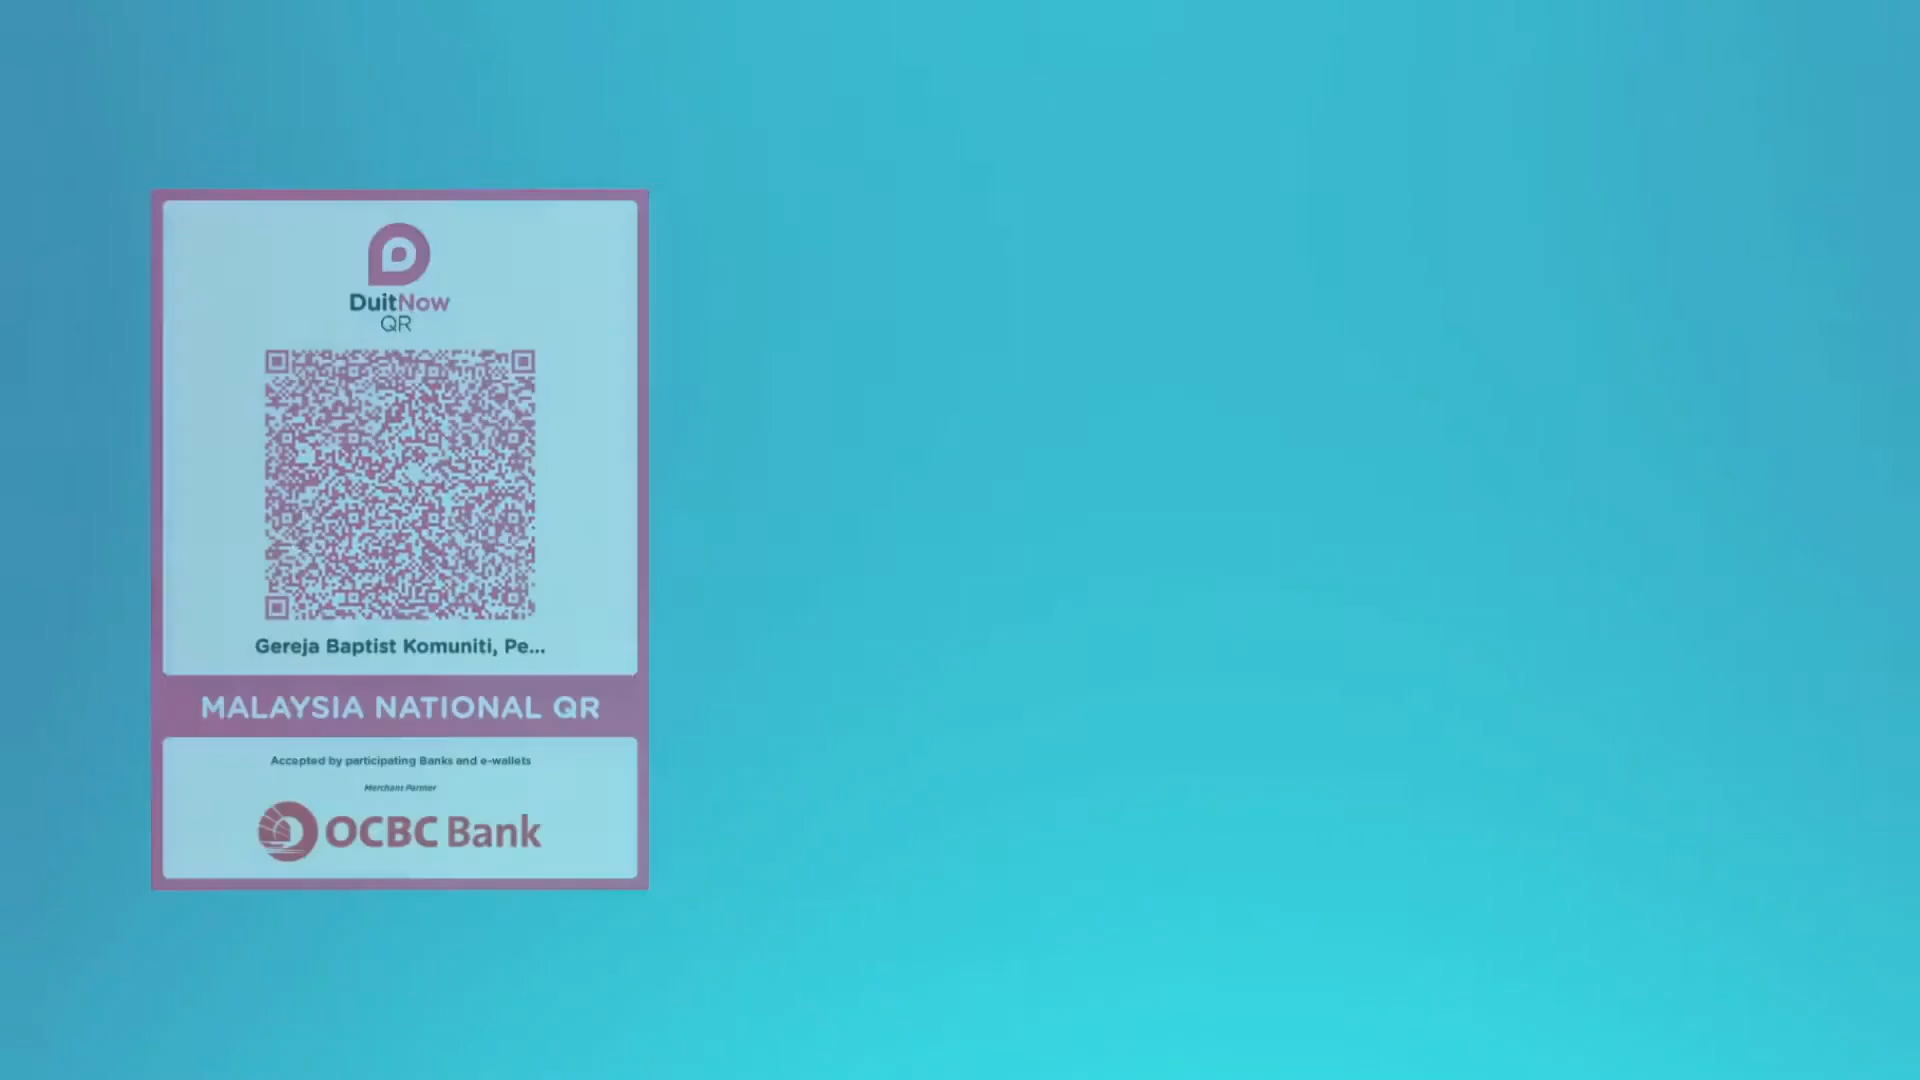 DuitNow
QR
Gereja Baptist Komuniti, Pe...
MALAYSIA NATIONAL QR
Accepted by participating Banks and e-wallets
Merchant Partner
OCBC Bank